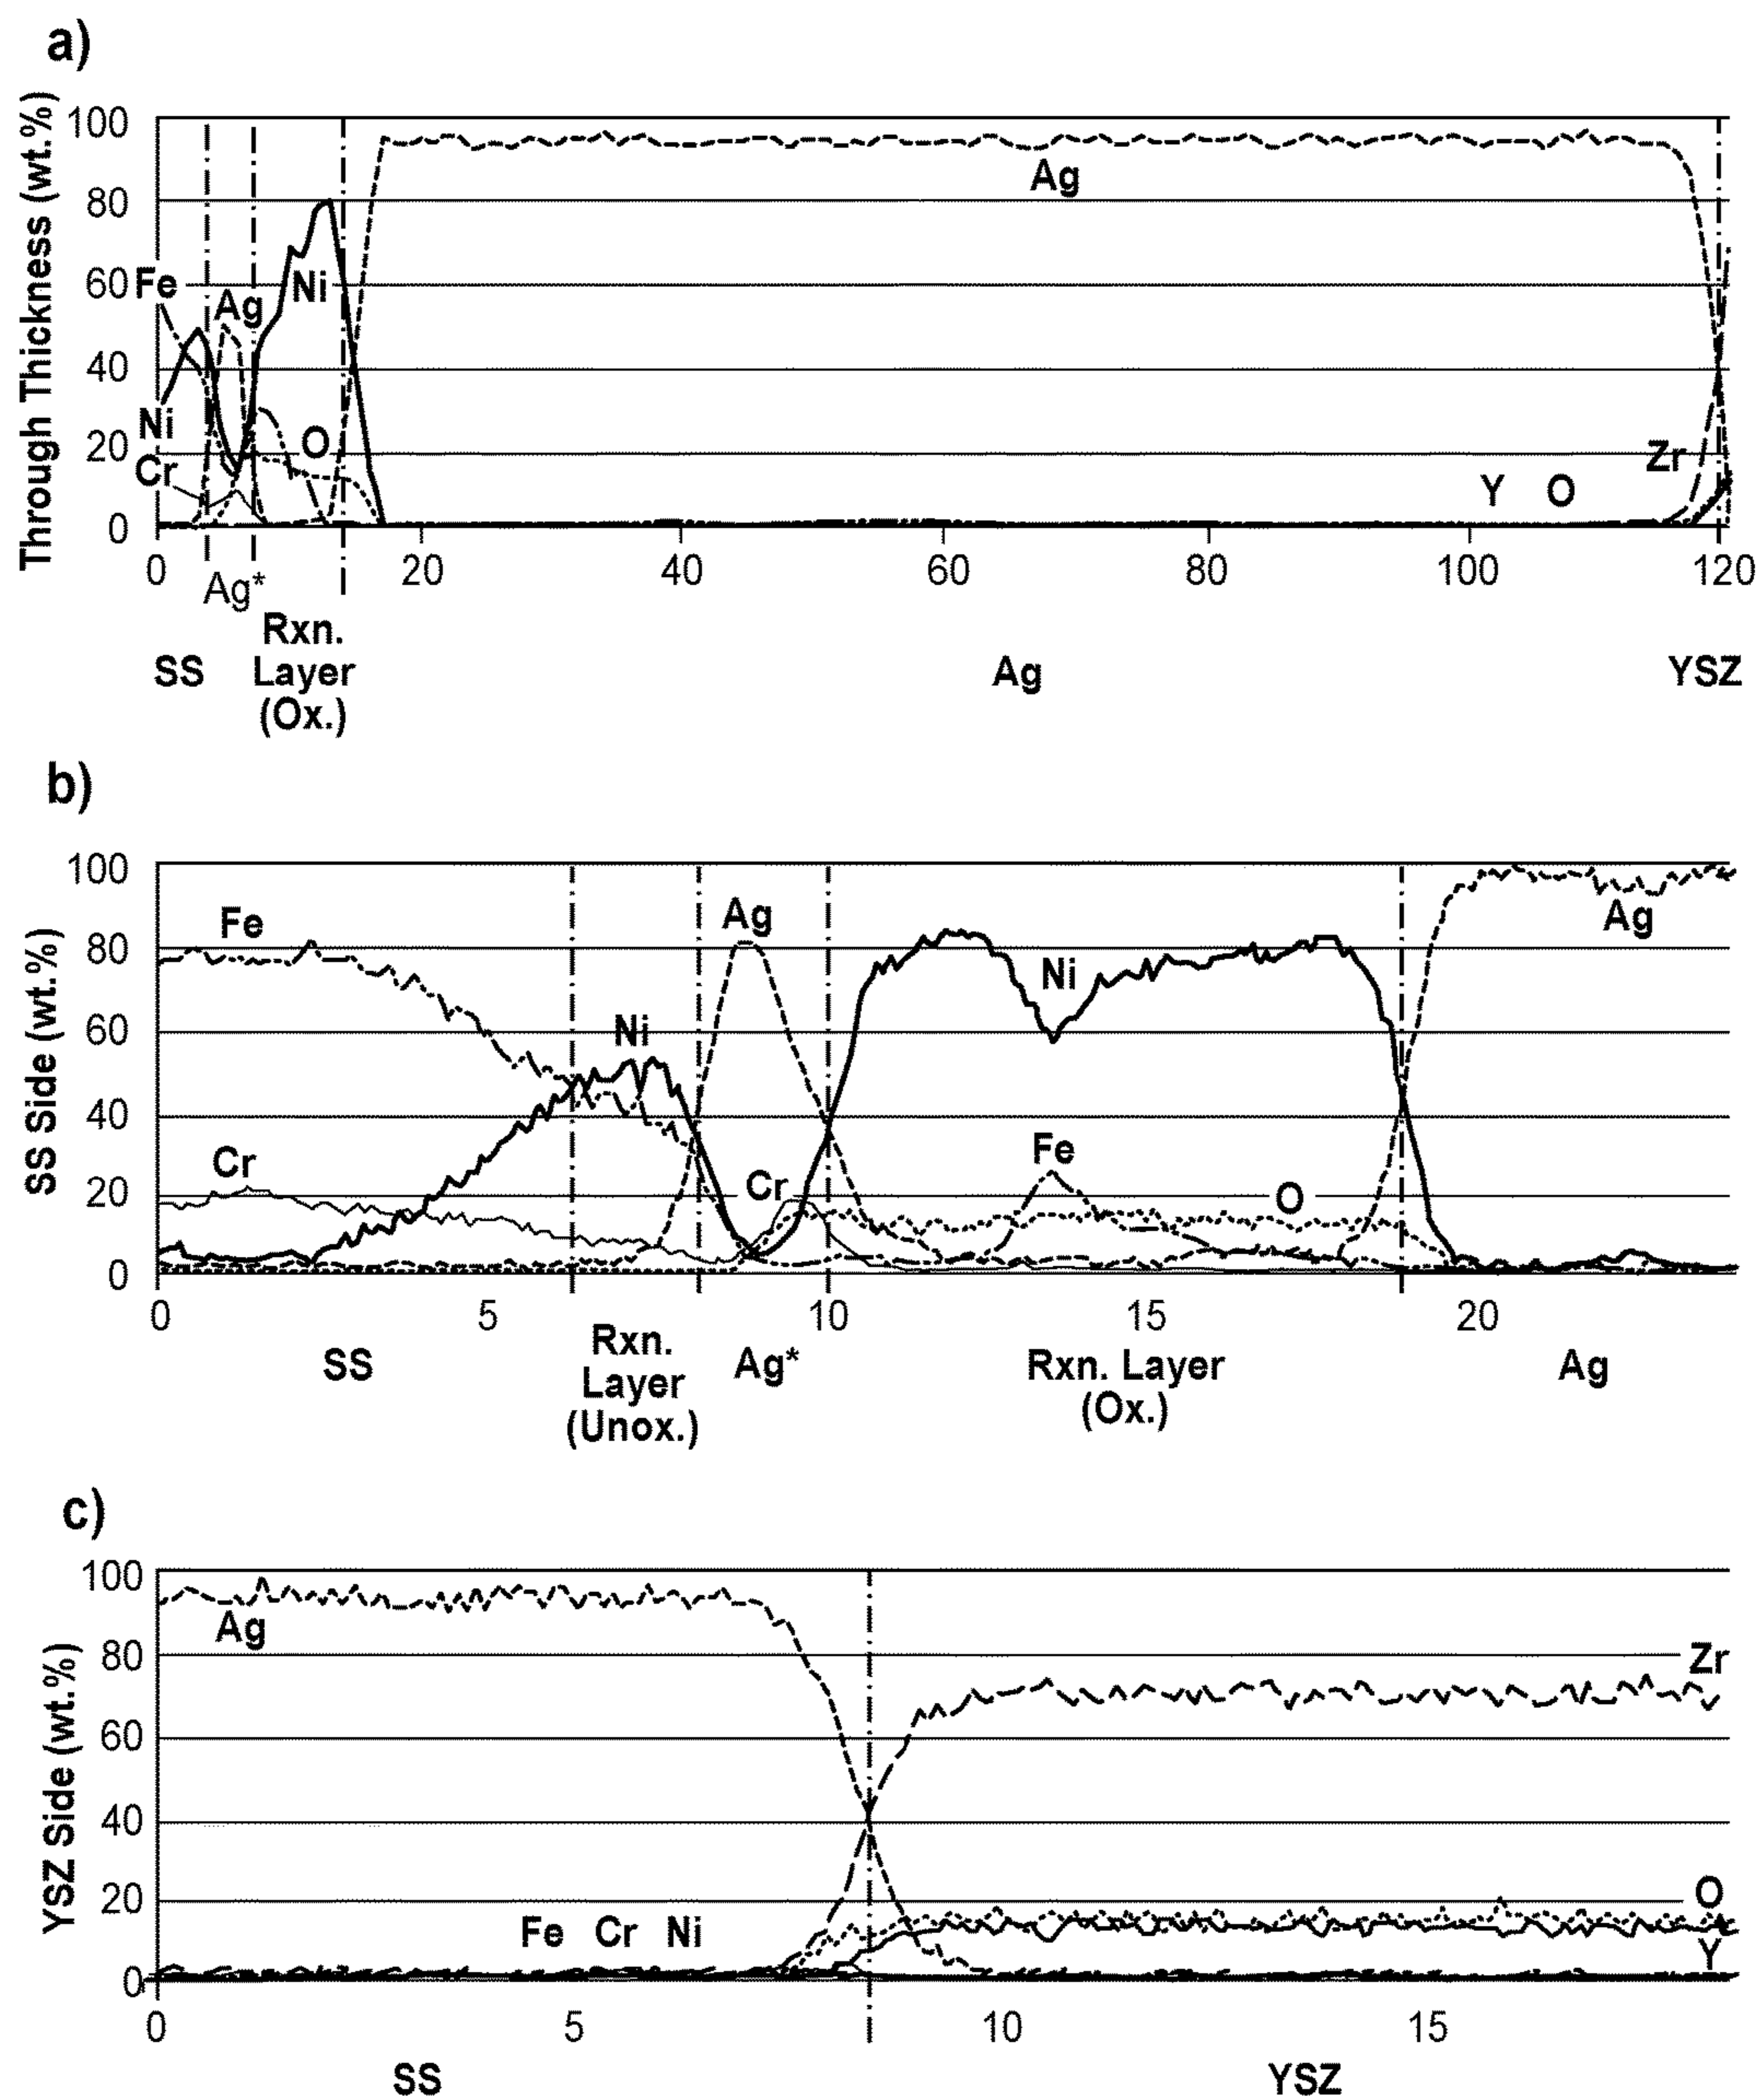 a)
Through Thickness (wt.%)
100
80
60
40
20
0
Fe
Ag
Ni
Ni
Cr
O
Ag
Zr
Y O
0 20 40 60 80 100 120
Ag*
Rxn.
Layer
(Ox.)
SS
Ag
YSZ
b)
SS Side (wt.%)
100
80
60
40
20
0
Fe
Cr
Ni
Ag
Cr
Ni
Fe
O
Ag
0 5 10 15 20
SS
Rxn.
Layer
(Unox.)
Ag*
Rxn. Layer
(Ox.)
Ag
c)
YSZ Side (wt.%)
100
80
60
40
20
0
Ag
Zr
Fe Cr Ni
O
Y
0 5 10 15
SS
YSZ